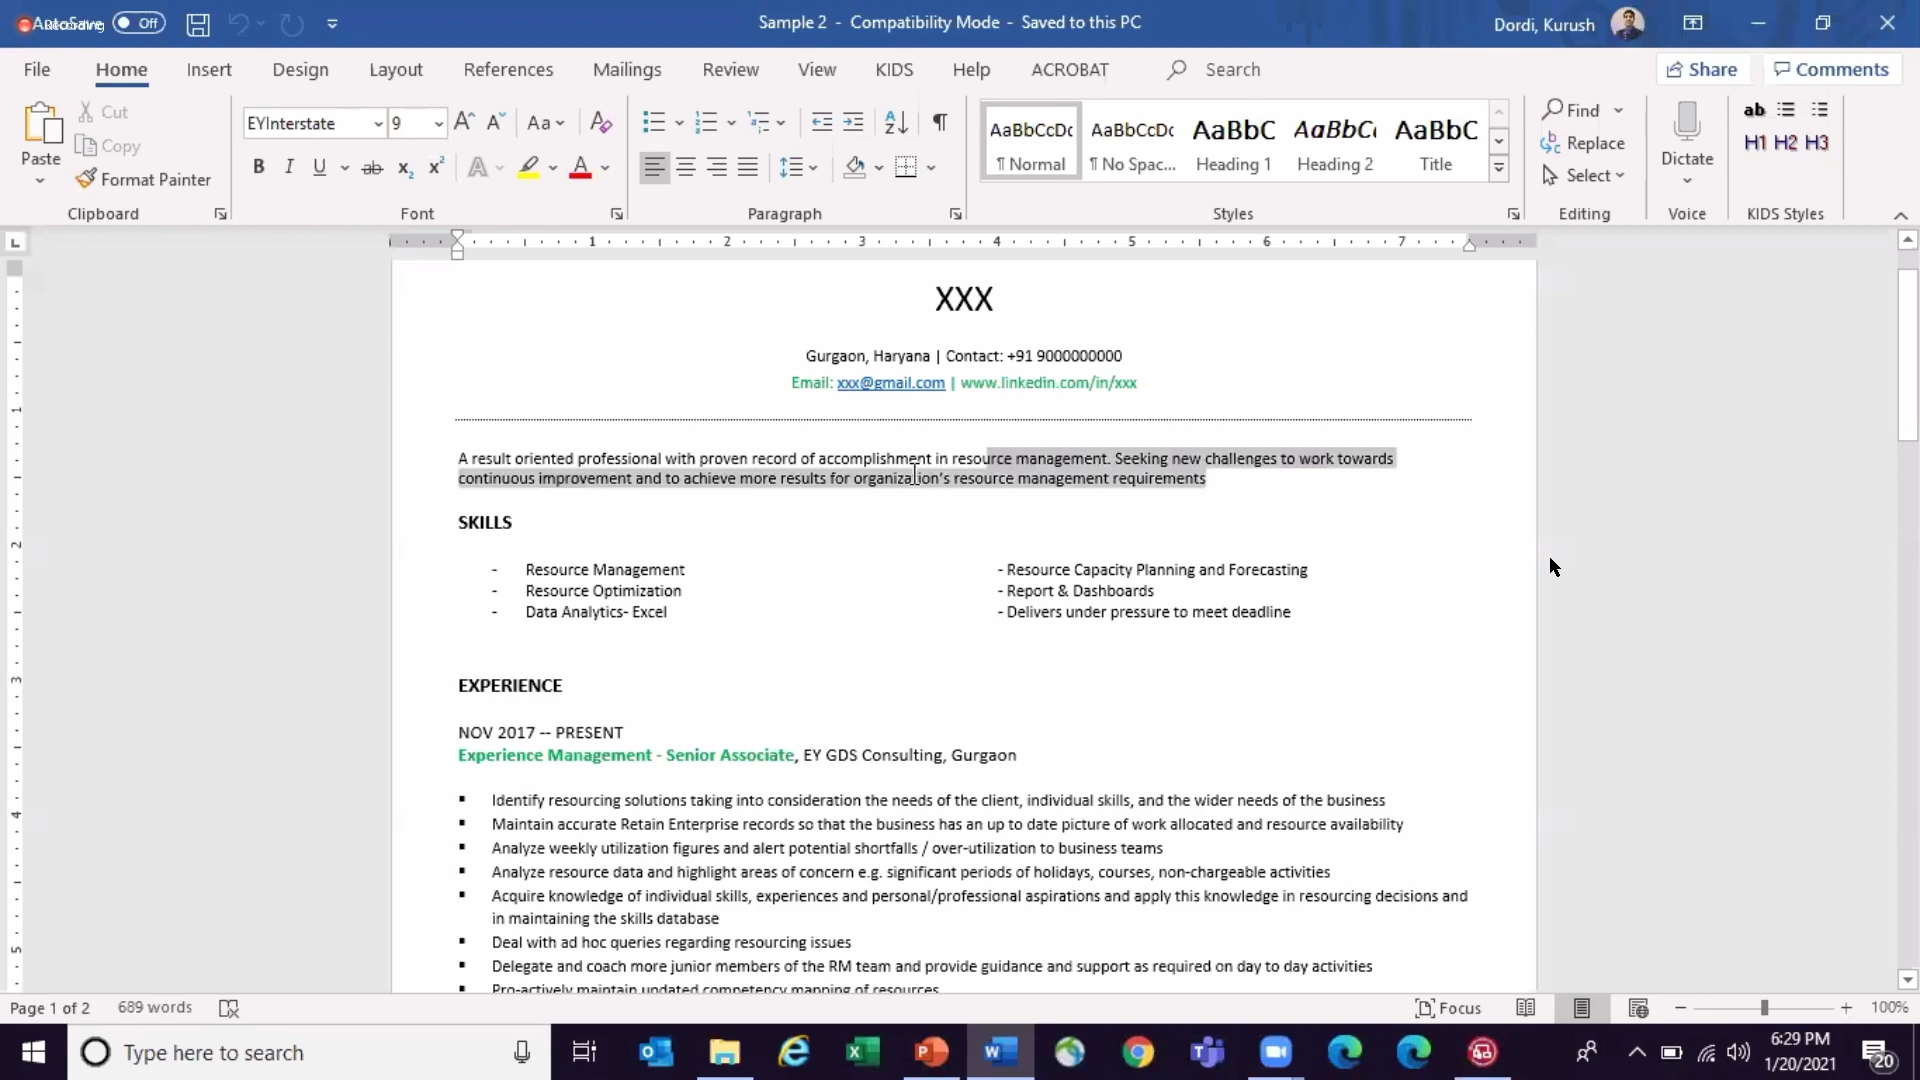 AutoSave Off
Sample 2 - Compatibility Mode - Saved to this PC
Dordi, Kurush
File Home Insert Design Layout References Mailings Review View KIDS Help ACROBAT Search
Share Comments
Paste
Cut
Copy
Format Painter
Clipboard
EYInterstate 9
Font
Paragraph
AaBbCcDc AaBbCcDc AaBbC AaBbC AaBbC
¶ Normal ¶ No Spac... Heading 1 Heading 2 Title
Styles
Find
Replace
Select
Editing
Dictate
Voice
H1 H2 H3
KIDS Styles
1 2 3 4 5 6 7
XXX
Gurgaon, Haryana | Contact: +91 9000000000
Email: xxx@gmail.com | www.linkedin.com/in/xxx
A result oriented professional with proven record of accomplishment in resource management. Seeking new challenges to work towards
continuous improvement and to achieve more results for organization's resource management requirements
SKILLS
- Resource Management - Resource Capacity Planning and Forecasting
- Resource Optimization - Report & Dashboards
- Data Analytics- Excel - Delivers under pressure to meet deadline
EXPERIENCE
NOV 2017 -- PRESENT
Experience Management - Senior Associate, EY GDS Consulting, Gurgaon
▪ Identify resourcing solutions taking into consideration the needs of the client, individual skills, and the wider needs of the business
▪ Maintain accurate Retain Enterprise records so that the business has an up to date picture of work allocated and resource availability
▪ Analyze weekly utilization figures and alert potential shortfalls / over-utilization to business teams
▪ Analyze resource data and highlight areas of concern e.g. significant periods of holidays, courses, non-chargeable activities
▪ Acquire knowledge of individual skills, experiences and personal/professional aspirations and apply this knowledge in resourcing decisions and
in maintaining the skills database
▪ Deal with ad hoc queries regarding resourcing issues
▪ Delegate and coach more junior members of the RM team and provide guidance and support as required on day to day activities
▪ Pro-actively maintain updated competency mapping of resources
Page 1 of 2 689 words
Focus
100%
Type here to search
6:29 PM
1/20/2021
20